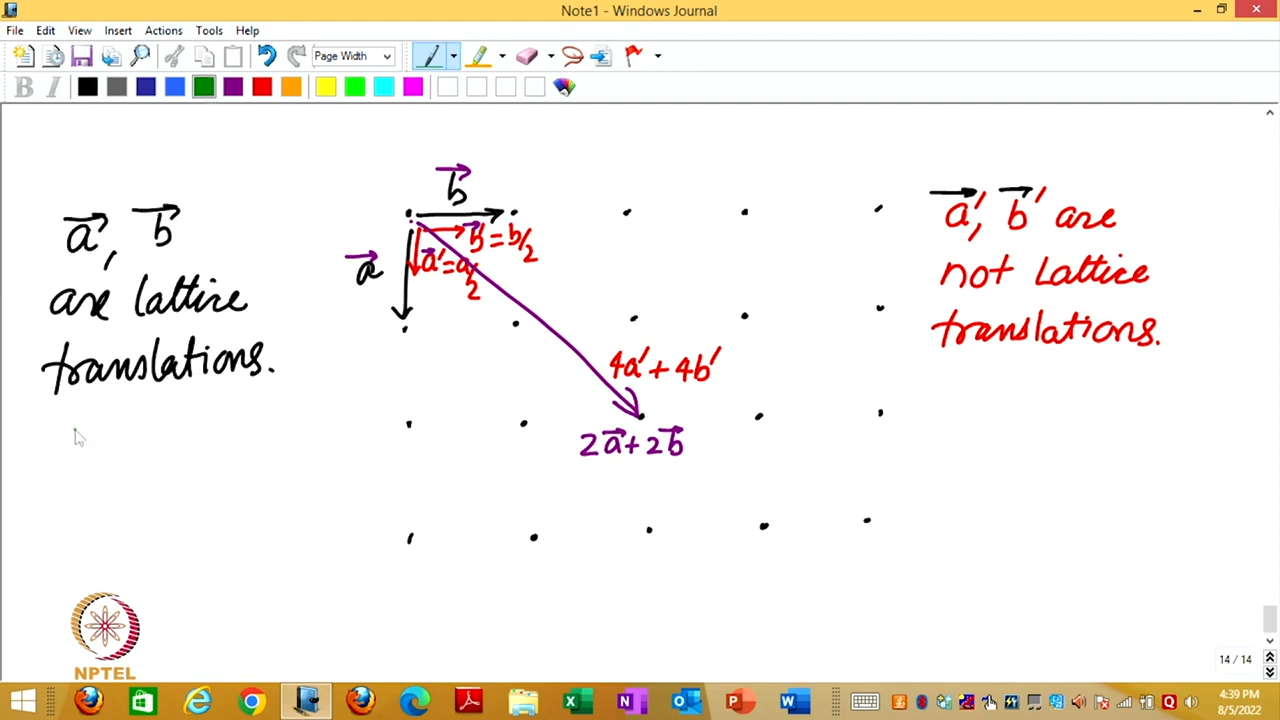 Note1 - Windows Journal
File Edit View Insert Actions Tools Help
Page Width
B I
b
a
b' = b/2
a' = a/2
a, b
are lattice
translations.
4a' + 4b'
2a + 2b
a', b' are
not Lattice
translations.
NPTEL
14 / 14
4:39 PM
8/5/2022